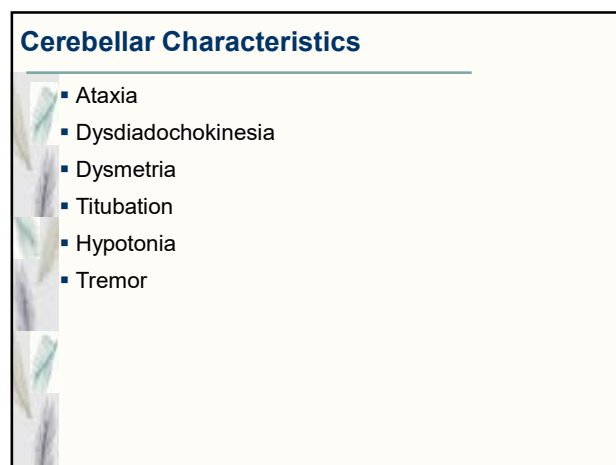 Cerebellar Characteristics
▪ Ataxia
▪ Dysdiadochokinesia
▪ Dysmetria
▪ Titubation
▪ Hypotonia
▪ Tremor